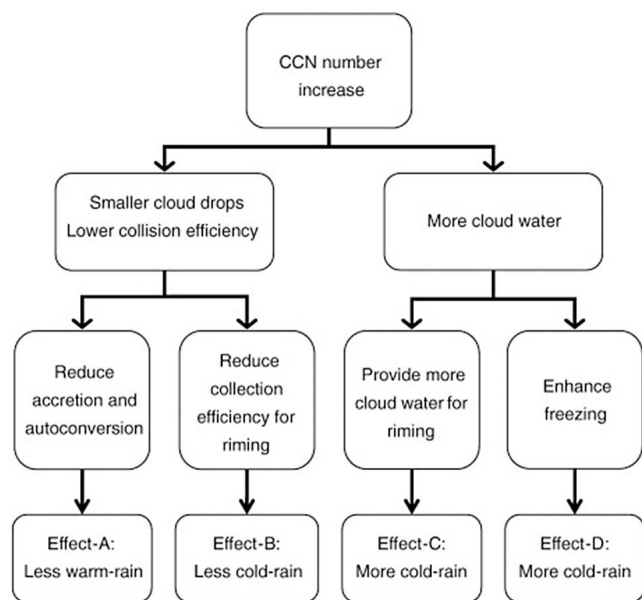 CCN number
increase
Smaller cloud drops
Lower collision efficiency
More cloud water
Reduce
accretion and
autoconversion
Reduce
collection
efficiency for
riming
Provide more
cloud water for
riming
Enhance
freezing
Effect-A:
Less warm-rain
Effect-B:
Less cold-rain
Effect-C:
More cold-rain
Effect-D:
More cold-rain